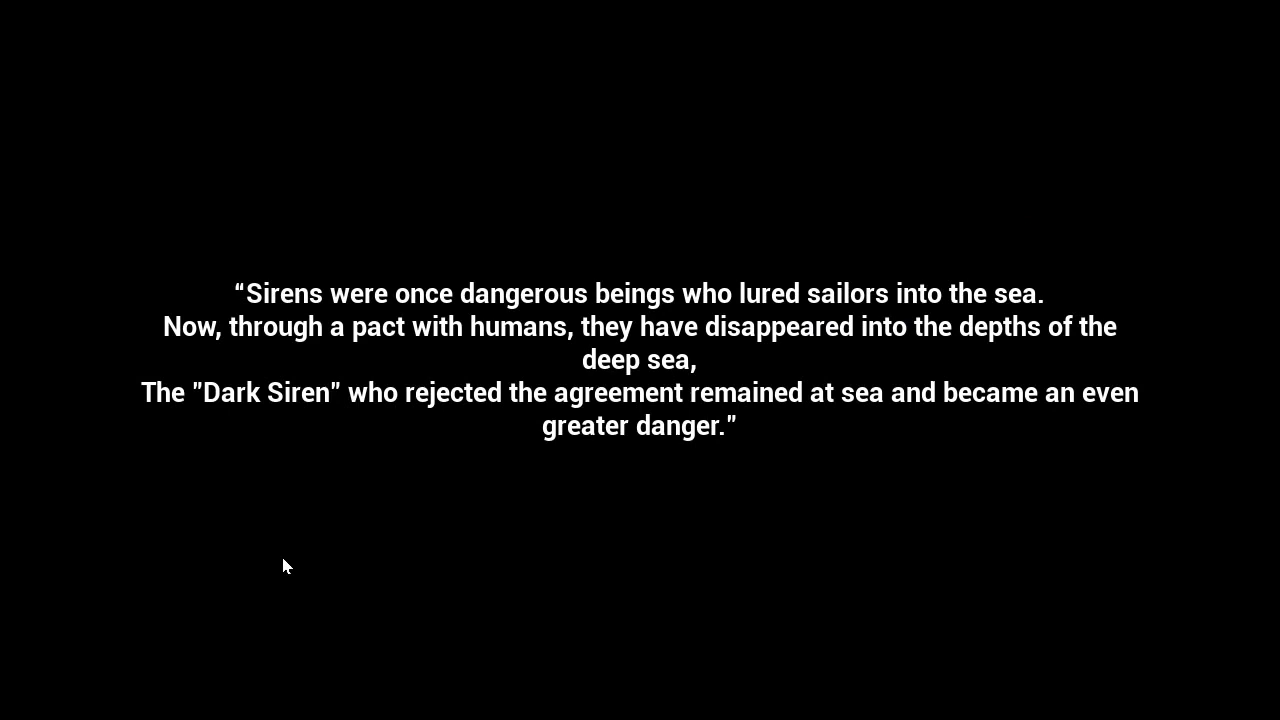 “Sirens were once dangerous beings who lured sailors into the sea.
Now, through a pact with humans, they have disappeared into the depths of the
deep sea,
The "Dark Siren" who rejected the agreement remained at sea and became an even
greater danger."